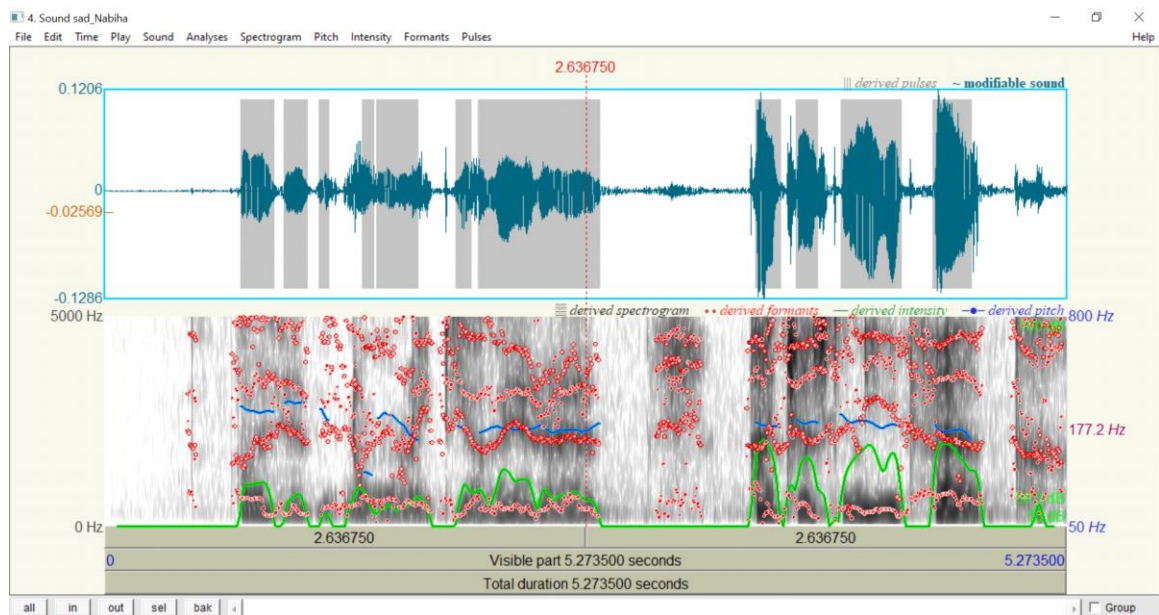 4. Sound sad_Nabiha
File Edit Time Play Sound Analyses Spectrogram Pitch Intensity Formants Pulses Help
2.636750
0.1206
derived pulses ~ modifiable sound
0
-0.02569
-0.1286
derived spectrogram derived formants derived intensity derived pitch
5000 Hz 800 Hz
177.2 Hz
0 Hz 50 Hz
2.636750 2.636750
0 Visible part 5.273500 seconds 5.273500
Total duration 5.273500 seconds
all in out sel bak Group